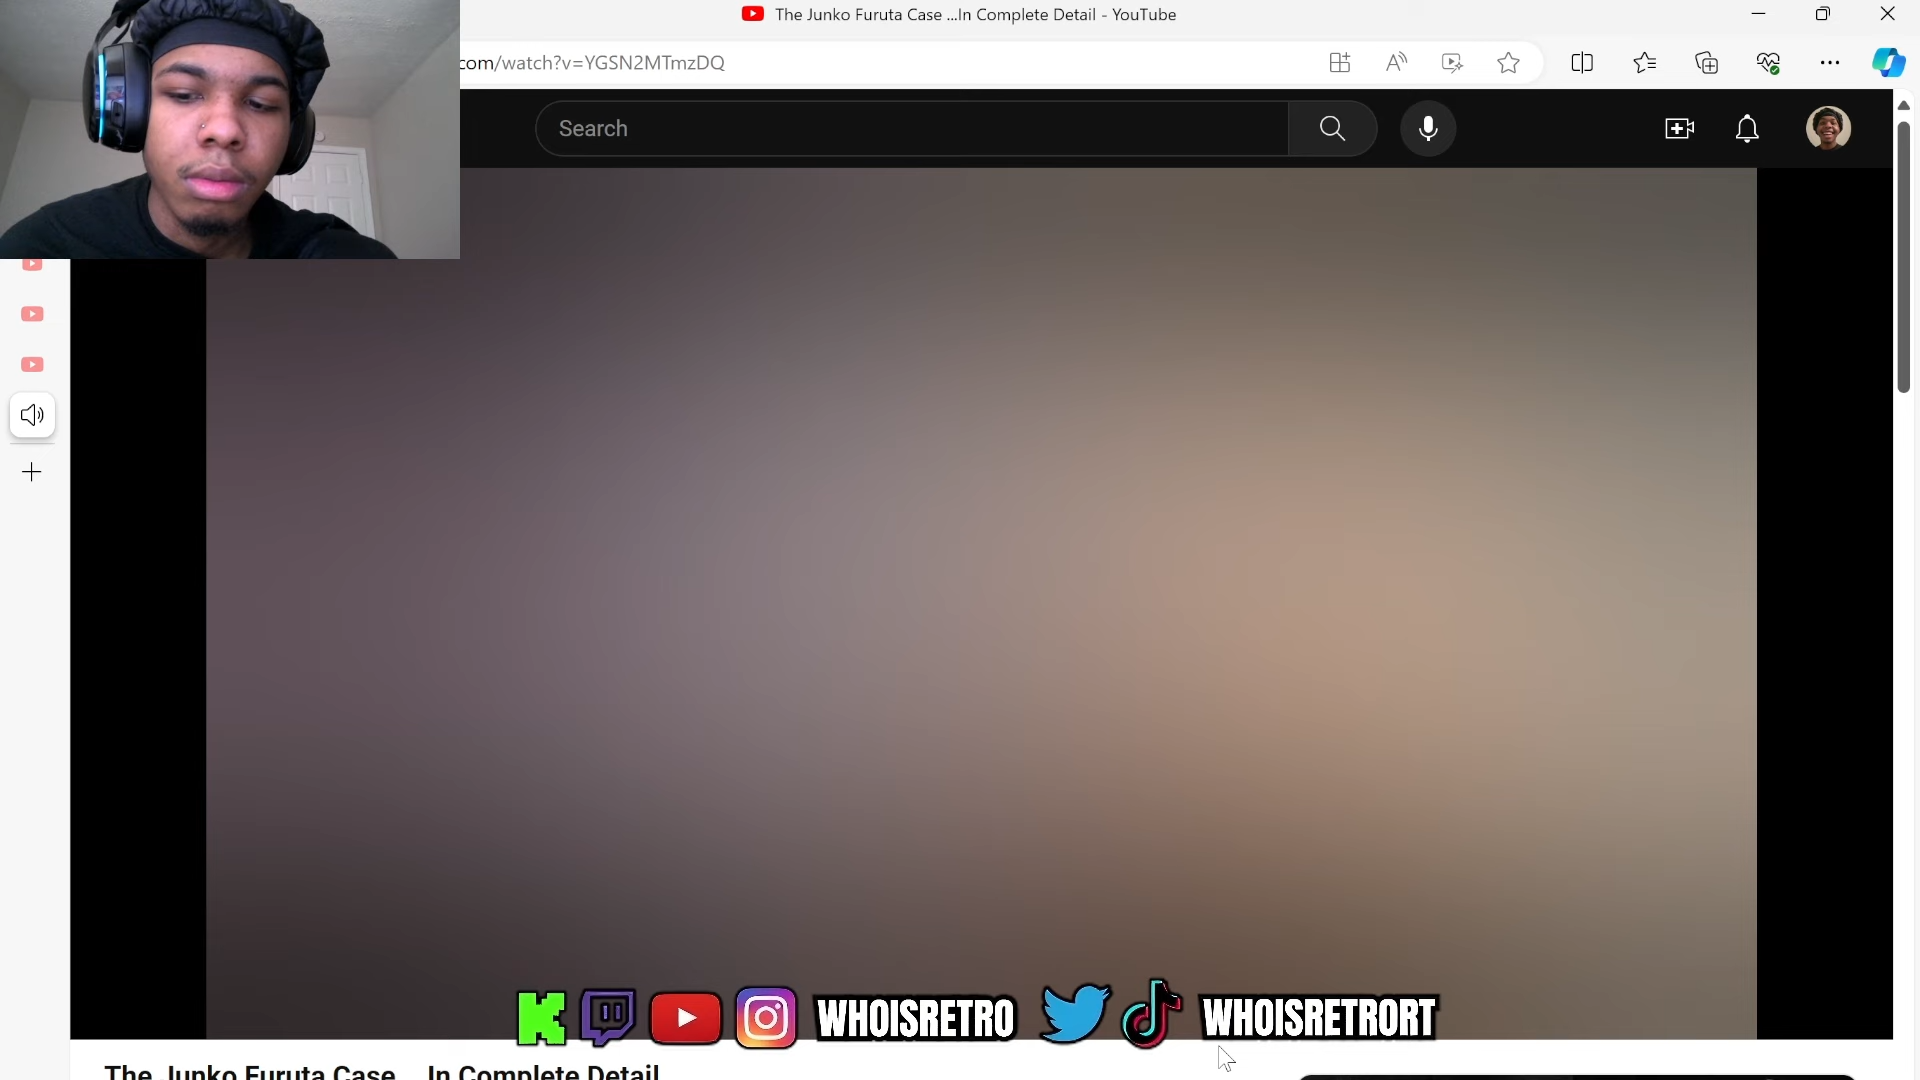 The Junko Furuta Case ...In Complete Detail - YouTube
com/watch?v=YGSN2MTmzDQ
Search
WHOISRETRO WHOISRETRORT
The Junko Furuta Case ...In Complete Detail